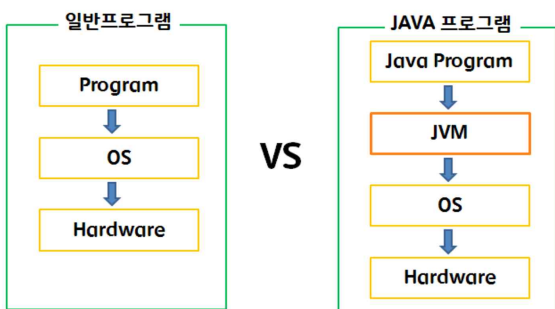 일반프로그램
Program
OS
Hardware
VS
JAVA 프로그램
Java Program
JVM
OS
Hardware